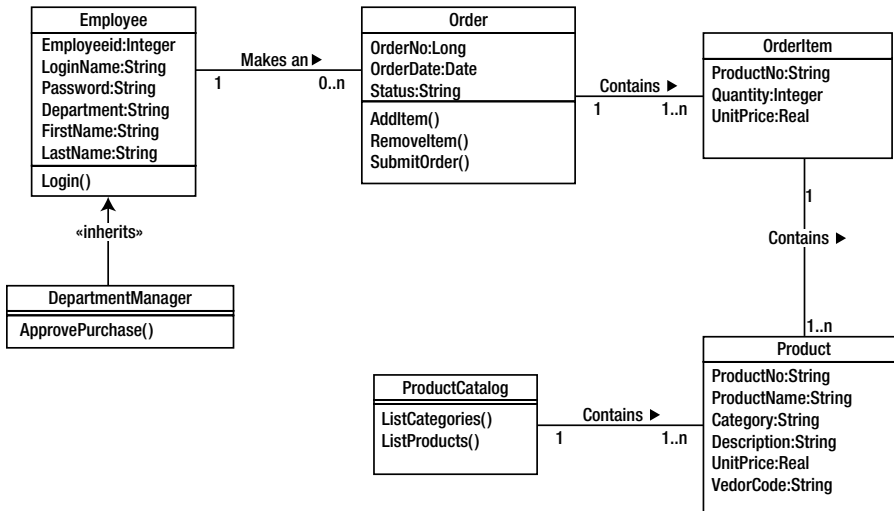 Employee
Employeeid:Integer
LoginName:String
Password:String
Department:String
FirstName:String
LastName:String
Login()
Makes an ▶
1
0..n
Order
OrderNo:Long
OrderDate:Date
Status:String
AddItem()
RemoveItem()
SubmitOrder()
Contains ▶
1
1..n
OrderItem
ProductNo:String
Quantity:Integer
UnitPrice:Real
«inherits»
DepartmentManager
ApprovePurchase()
1
Contains ▶
1..n
ProductCatalog
ListCategories()
ListProducts()
Contains ▶
1
1..n
Product
ProductNo:String
ProductName:String
Category:String
Description:String
UnitPrice:Real
VedorCode:String